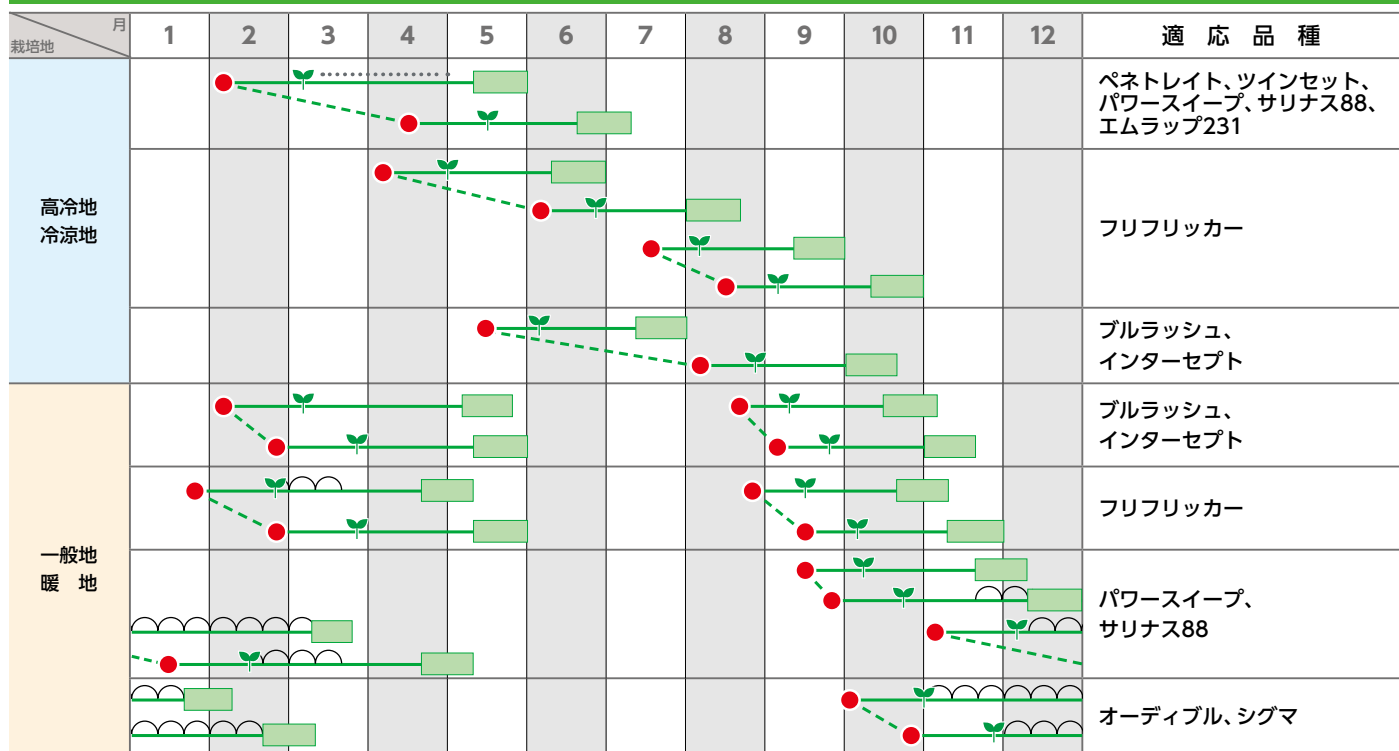 月
栽培地
1 2 3 4 5 6 7 8 9 10 11 12 適応品種
高冷地
冷涼地
ペネトレイト、ツインセット、
パワースイープ、サリナス88、
エムラップ231
フリフリッカー
ブルラッシュ、
インターセプト
一般地
暖 地
ブルラッシュ、
インターセプト
フリフリッカー
パワースイープ、
サリナス88
オーディブル、シグマ